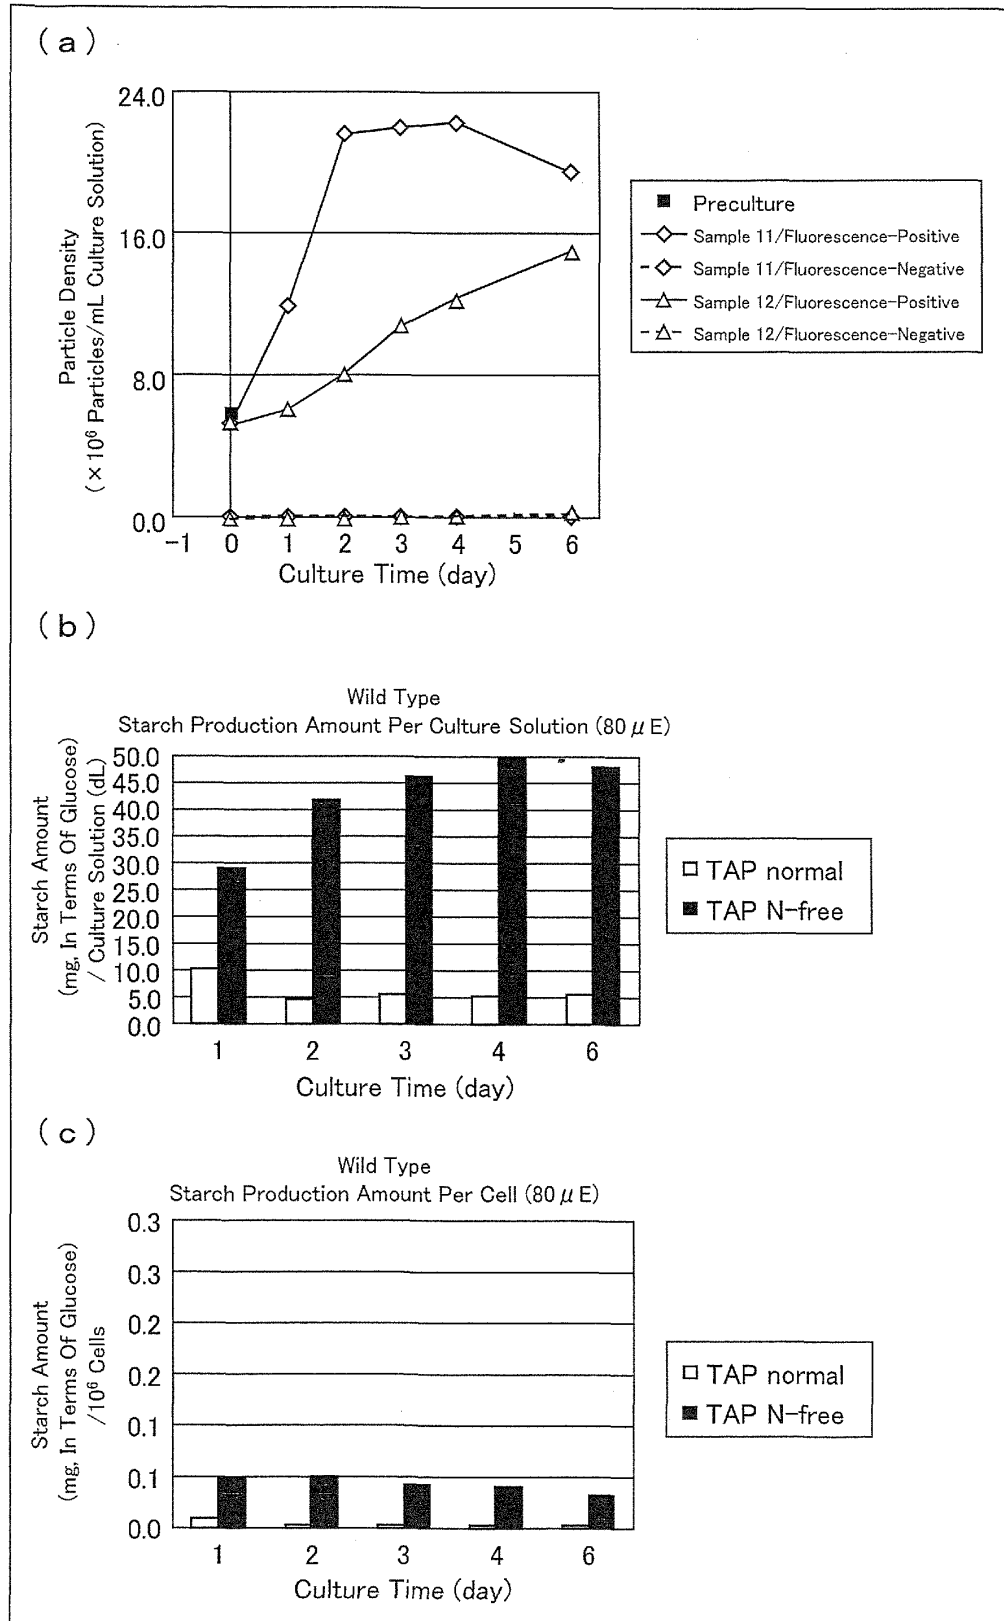 (a)
24.0
16.0
8.0
0.0
-1 0 1 2 3 4 5 6
Particle Density
(×10⁶ Particles/mL Culture Solution)
Culture Time (day)
Preculture
Sample 11/Fluorescence-Positive
Sample 11/Fluorescence-Negative
Sample 12/Fluorescence-Positive
Sample 12/Fluorescence-Negative
(b)
Wild Type
Starch Production Amount Per Culture Solution (80μE)
Starch Amount
(mg, In Terms Of Glucose)
/ Culture Solution (dL)
50.0
45.0
40.0
35.0
30.0
25.0
20.0
15.0
10.0
5.0
0.0
1 2 3 4 6
Culture Time (day)
TAP normal
TAP N-free
(c)
Wild Type
Starch Production Amount Per Cell (80μE)
Starch Amount
(mg, In Terms Of Glucose)
/10⁶ Cells
0.3
0.3
0.2
0.2
0.1
0.1
0.0
1 2 3 4 6
Culture Time (day)
TAP normal
TAP N-free